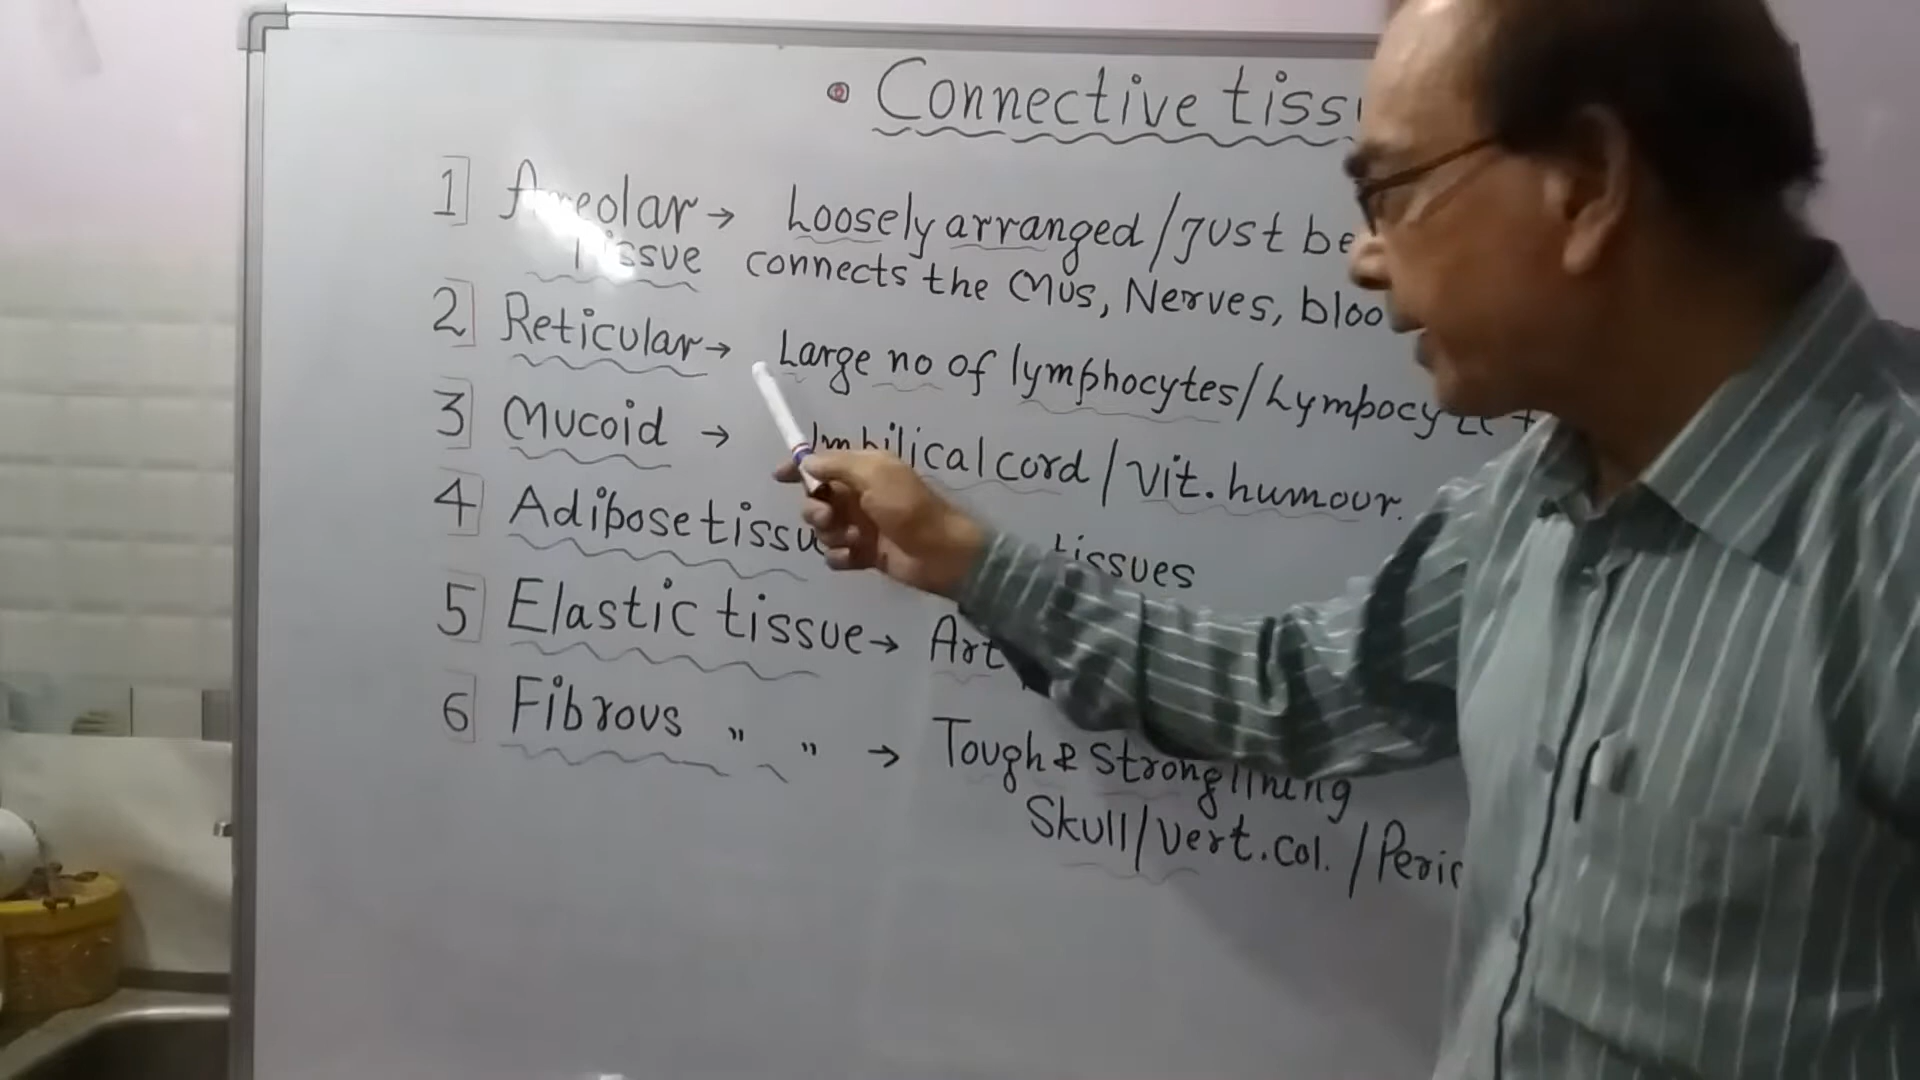 Connective tiss
1 Areolar → Loosely arranged / Just be
Tissue connects the Mus, Nerves, bloo
2 Reticular → Large no of lymphocytes / Lympocy
3 Mucoid → Umbilical cord / Vit. humour.
4 Adipose tissu tissues
5 Elastic tissue → Art
6 Fibrous " " → Tough & Strong lining
Skull / Vert. col. / Peric